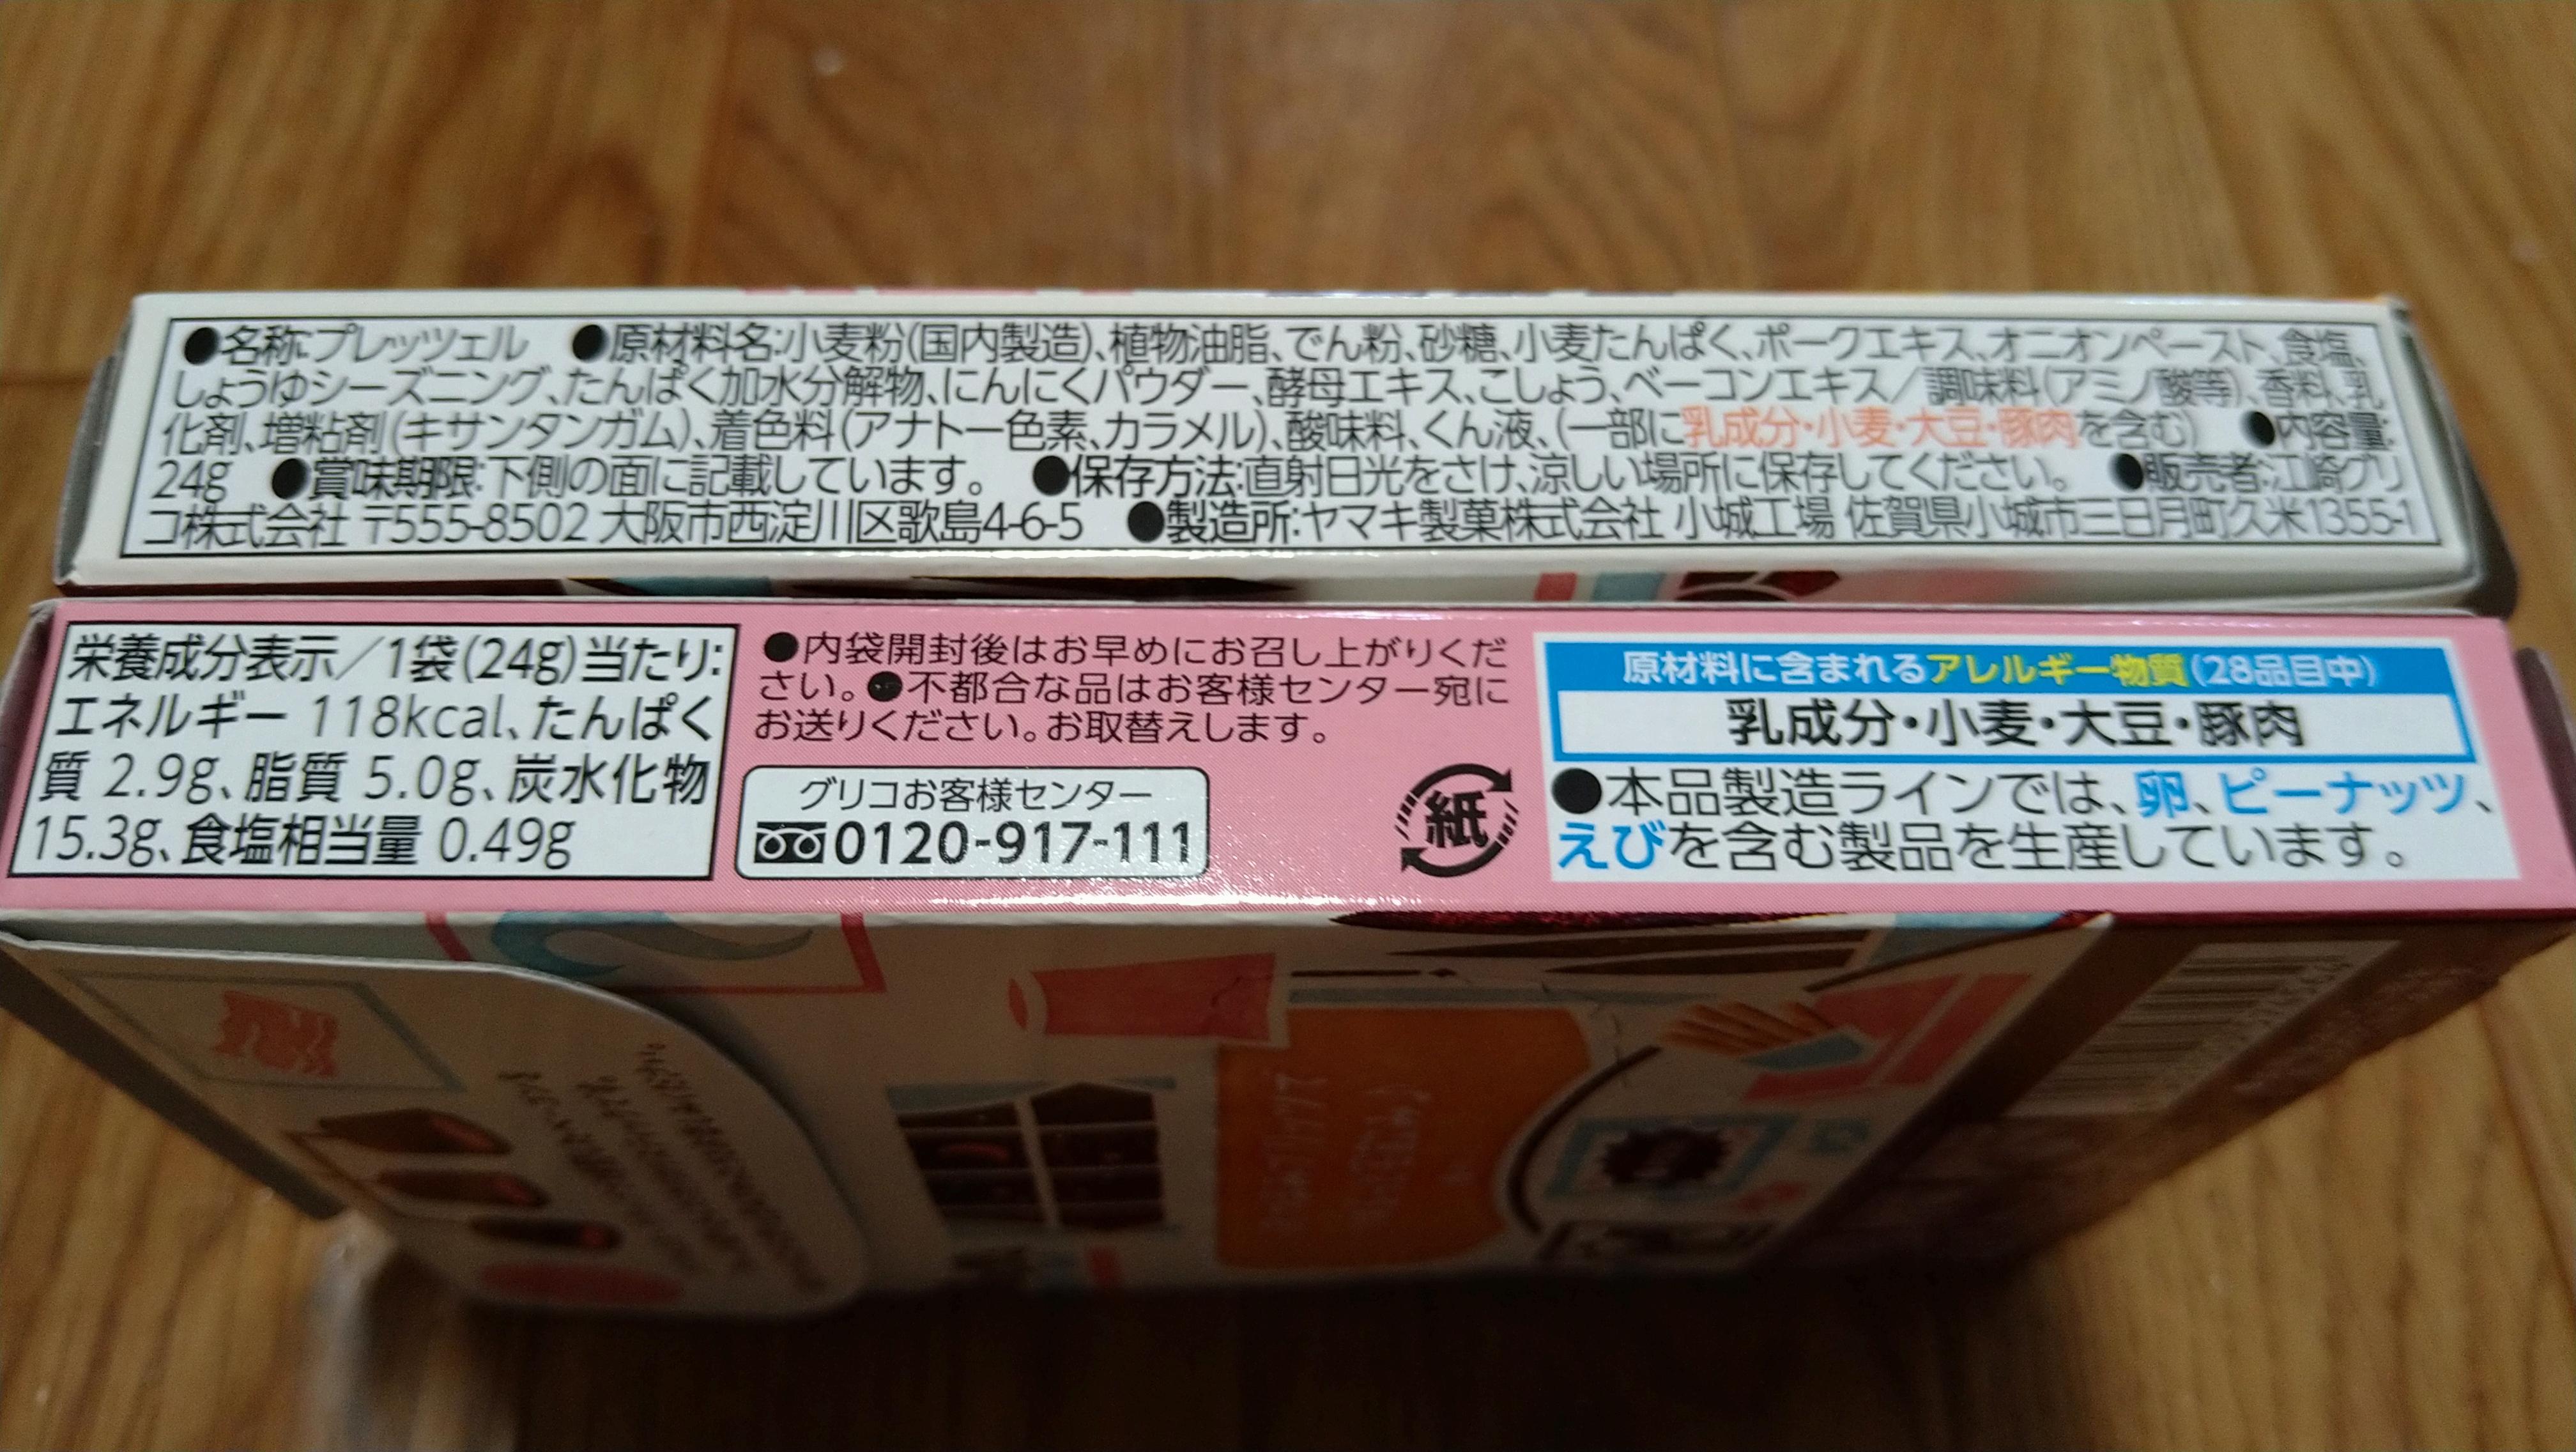 ●名称:プレッツェル ●原材料名:小麦粉(国内製造)、植物油脂、でん粉、砂糖、小麦たんぱく、ポークエキス、オニオンペースト、食塩、
しょうゆシーズニング、たんぱく加水分解物、にんにくパウダー、酵母エキス、こしょう、ベーコンエキス/調味料(アミノ酸等)、香料、乳
化剤、増粘剤(キサンタンガム)、着色料(アナトー色素、カラメル)、酸味料、くん液、(一部に乳成分・小麦・大豆・豚肉を含む) ●内容量:
24g ●賞味期限:下側の面に記載しています。 ●保存方法:直射日光をさけ、涼しい場所に保存してください。 ●販売者:江崎グリ
コ株式会社 〒555-8502 大阪市西淀川区歌島4-6-5 ●製造所:ヤマキ製菓株式会社 小城工場 佐賀県小城市三日月町久米1355-1
栄養成分表示/1袋(24g)当たり:
エネルギー 118kcal、たんぱく
質 2.9g、脂質 5.0g、炭水化物
15.3g、食塩相当量 0.49g
●内袋開封後はお早めにお召し上がりくだ
さい。●不都合な品はお客様センター宛に
お送りください。お取替えします。
グリコお客様センター
0120-917-111
紙
原材料に含まれるアレルギー物質(28品目中)
乳成分・小麦・大豆・豚肉
●本品製造ラインでは、卵、ピーナッツ、
えびを含む製品を生産しています。